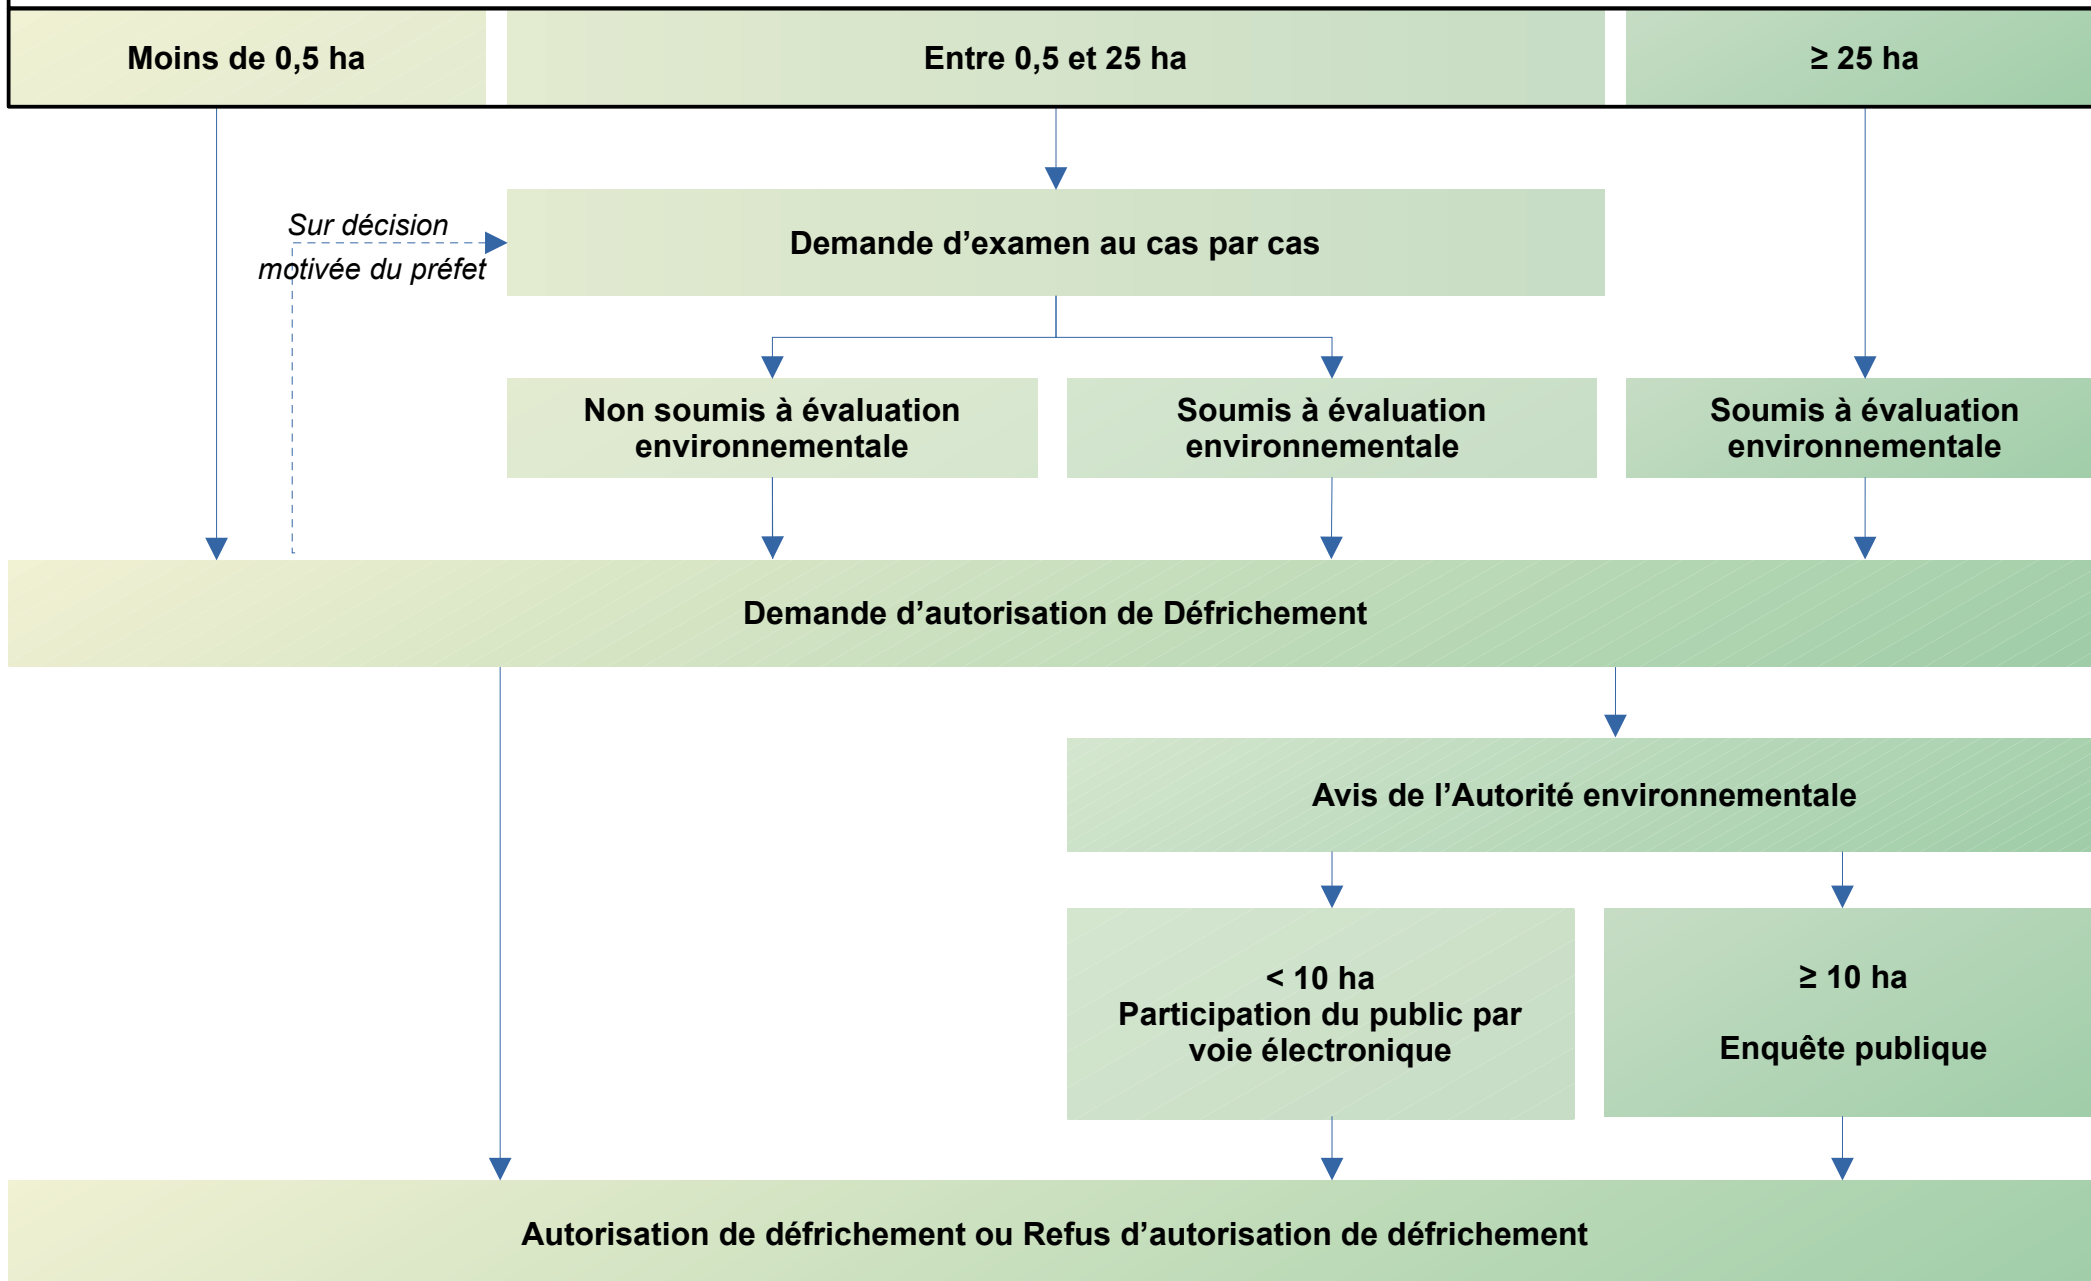 Moins de 0,5 ha
Entre 0,5 et 25 ha
≥ 25 ha
Sur décision
motivée du préfet
Demande d’examen au cas par cas
Non soumis à évaluation
environnementale
Soumis à évaluation
environnementale
Soumis à évaluation
environnementale
Demande d’autorisation de Défrichement
Avis de l’Autorité environnementale
< 10 ha
Participation du public par
voie électronique
≥ 10 ha
Enquête publique
Autorisation de défrichement ou Refus d’autorisation de défrichement